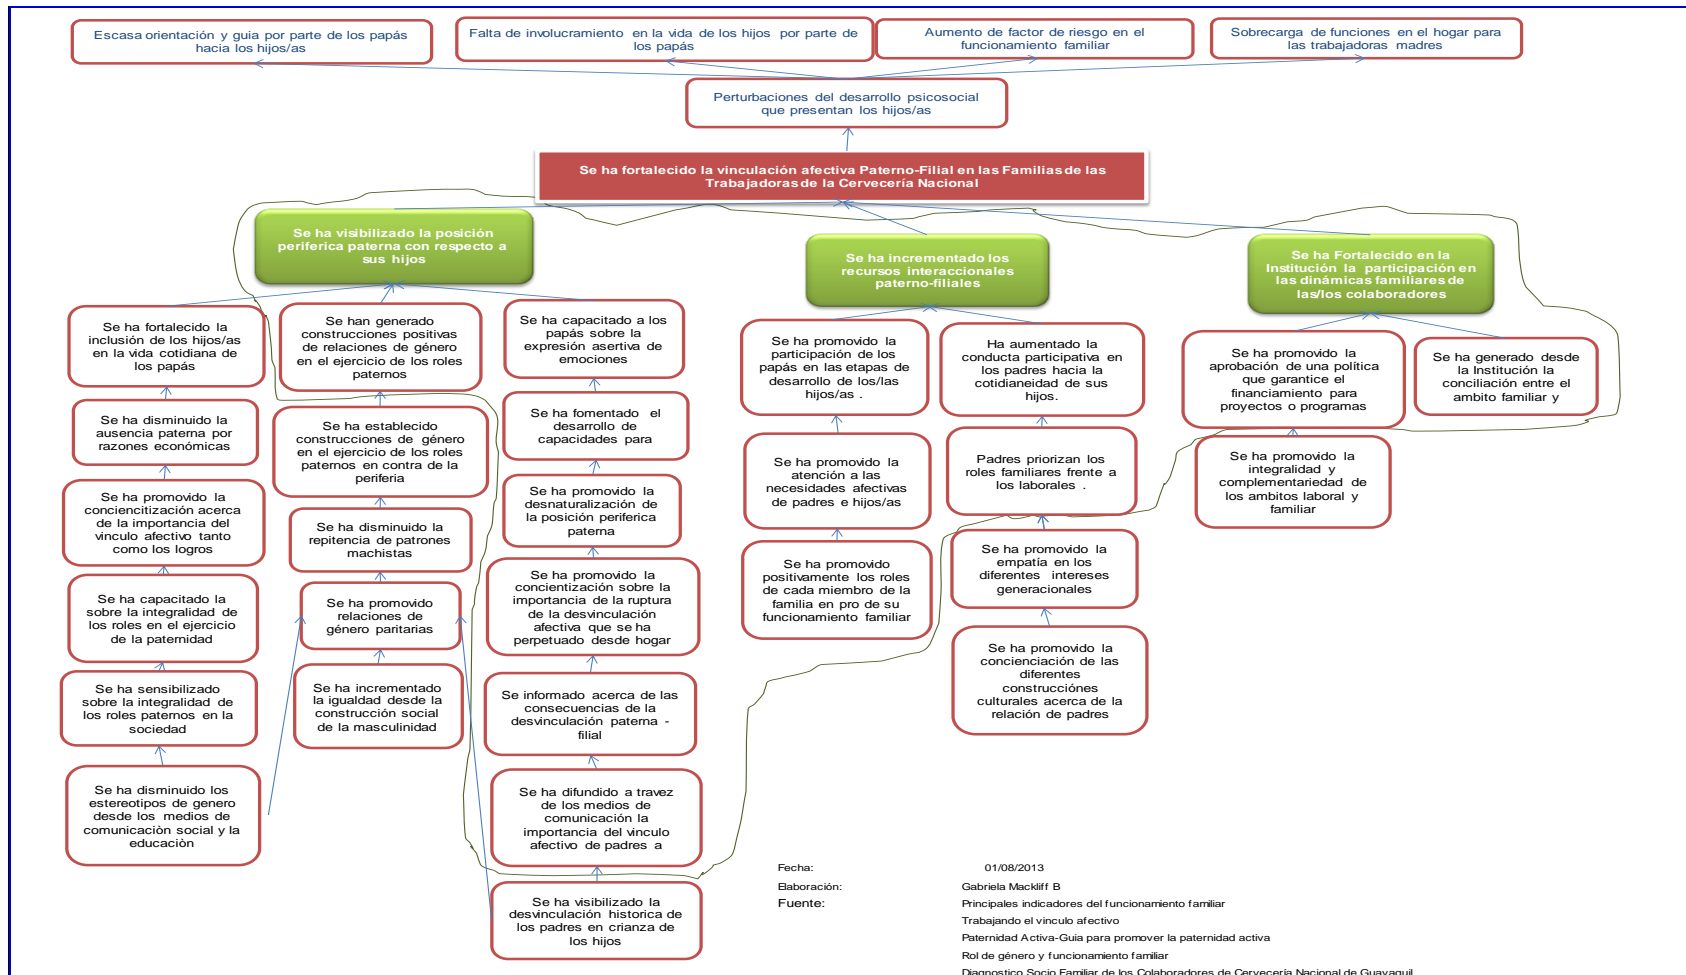 Escasa orientación y guia por parte de los papás
hacia los hijos/as
Falta de involucramiento en la vida de los hijos por parte de
los papás
Aumento de factor de riesgo en el
funcionamiento familiar
Sobrecarga de funciones en el hogar para
las trabajadoras madres
Perturbaciones del desarrollo psicosocial
que presentan los hijos/as
Se ha fortalecido la vinculación afectiva Paterno-Filial en las Familias de las
Trabajadoras de la Cervecería Nacional
Se ha visibilizado la posición
periferica paterna con respecto a
sus hijos
Se ha incrementado los
recursos interaccionales
paterno-filiales
Se ha Fortalecido en la
Institución la participación en
las dinámicas familiares de
las/los colaboradores
Se ha fortalecido la
inclusión de los hijos/as
en la vida cotidiana de
los papás
Se ha disminuido la
ausencia paterna por
razones económicas
Se ha promovido la
conciencitización acerca
de la importancia del
vinculo afectivo tanto
como los logros
Se ha capacitado la
sobre la integralidad de
los roles en el ejercicio
de la paternidad
Se ha sensibilizado
sobre la integralidad de
los roles paternos en la
sociedad
Se ha disminuido los
estereotipos de genero
desde los medios de
comunicaciòn social y la
educaciòn
Se han generado
construcciones positivas
de relaciones de género
en el ejercicio de los roles
paternos
Se ha establecido
construcciones de género
en el ejercicio de los roles
paternos en contra de la
periferia
Se ha disminuido la
repitencia de patrones
machistas
Se ha promovido
relaciones de
género paritarias
Se ha incrementado
la igualdad desde la
construcción social
de la masculinidad
Se ha capacitado a los
papás sobre la
expresión asertiva de
emociones
Se ha fomentado el
desarrollo de
capacidades para
Se ha promovido la
desnaturalización de
la posición periferica
paterna
Se ha promovido la
concientización sobre la
importancia de la ruptura
de la desvinculación
afectiva que se ha
perpetuado desde hogar
Se informado acerca de las
consecuencias de la
desvinculación paterna -
filial
Se ha difundido a travez
de los medios de
comunicación la
importancia del vinculo
afectivo de padres a
Se ha visibilizado la
desvinculación historica de
los padres en crianza de
los hijos
Se ha promovido la
participación de los
papás en las etapas de
desarrollo de los/las
hijos/as .
Se ha promovido la
atención a las
necesidades afectivas
de padres e hijos/as
Se ha promovido
positivamente los roles
de cada miembro de la
familia en pro de su
funcionamiento familiar
Ha aumentado la
conducta participativa en
los padres hacia la
cotidianeidad de sus
hijos.
Padres priorizan los
roles familiares frente a
los laborales .
Se ha promovido la
empatía en los
diferentes intereses
generacionales
Se ha promovido la
concienciación de las
diferentes
construcciónes
culturales acerca de la
relación de padres
Se ha promovido la
aprobación de una política
que garantice el
financiamiento para
proyectos o programas
Se ha promovido la
integralidad y
complementariedad de
los ambitos laboral y
familiar
Se ha generado desde
la Institución la
conciliación entre el
ambito familiar y
Fecha: 01/08/2013
Elaboración: Gabriela Mackliff B
Fuente: Principales indicadores del funcionamiento familiar
Trabajando el vinculo afectivo
Paternidad Activa-Guia para promover la paternidad activa
Rol de género y funcionamiento familiar
Diagnostico Socio Familiar de los Colaboradores de Cervecería Nacional de Guayaquil